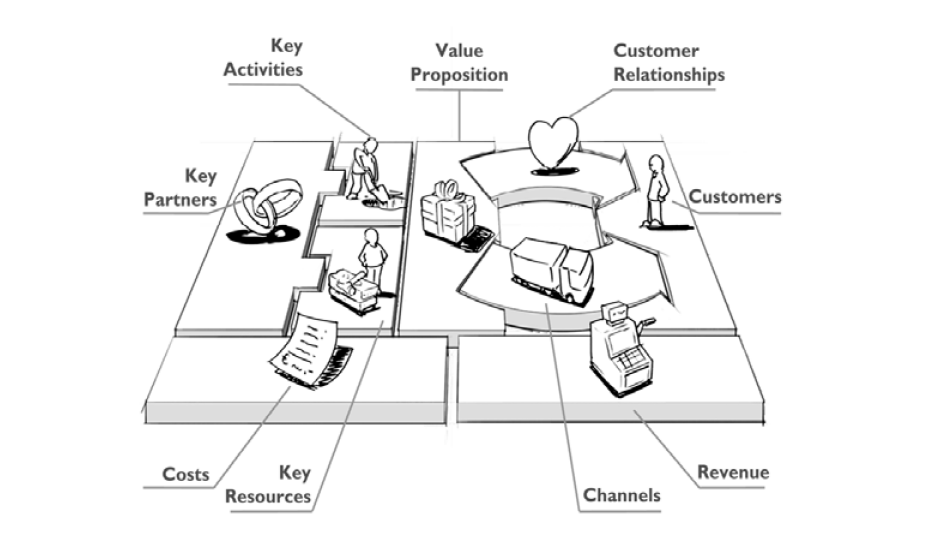 Key
Activities
Value
Proposition
Customer
Relationships
Key
Partners
Customers
Costs
Key
Resources
Channels
Revenue